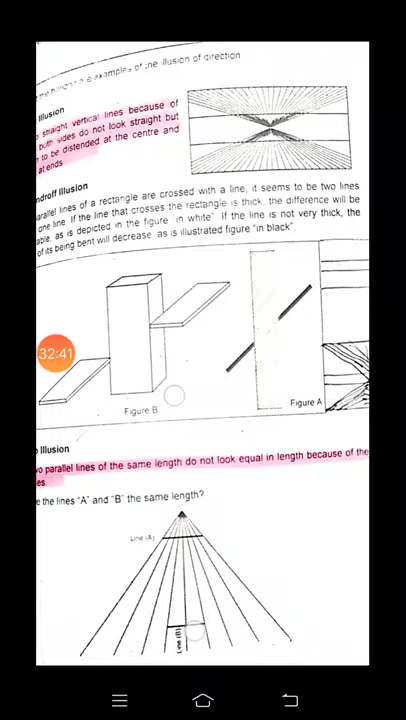 the horizon are examples of the illusion of direction
Illusion
straight vertical lines because of
both sides do not look straight but
to be distended at the centre and
at ends
ndroff Illusion
parallel lines of a rectangle are crossed with a line, it seems to be two lines
one line. If the line that crosses the rectangle is thick, the difference will be
able, as is depicted in the figure "in white". If the line is not very thick, the
of its being bent will decrease, as is illustrated figure "in black".
32:41
Figure B
Figure A
o Illusion
wo parallel lines of the same length do not look equal in length because of the
es.
e the lines "A" and "B" the same length?
Line (A)
Line (B)